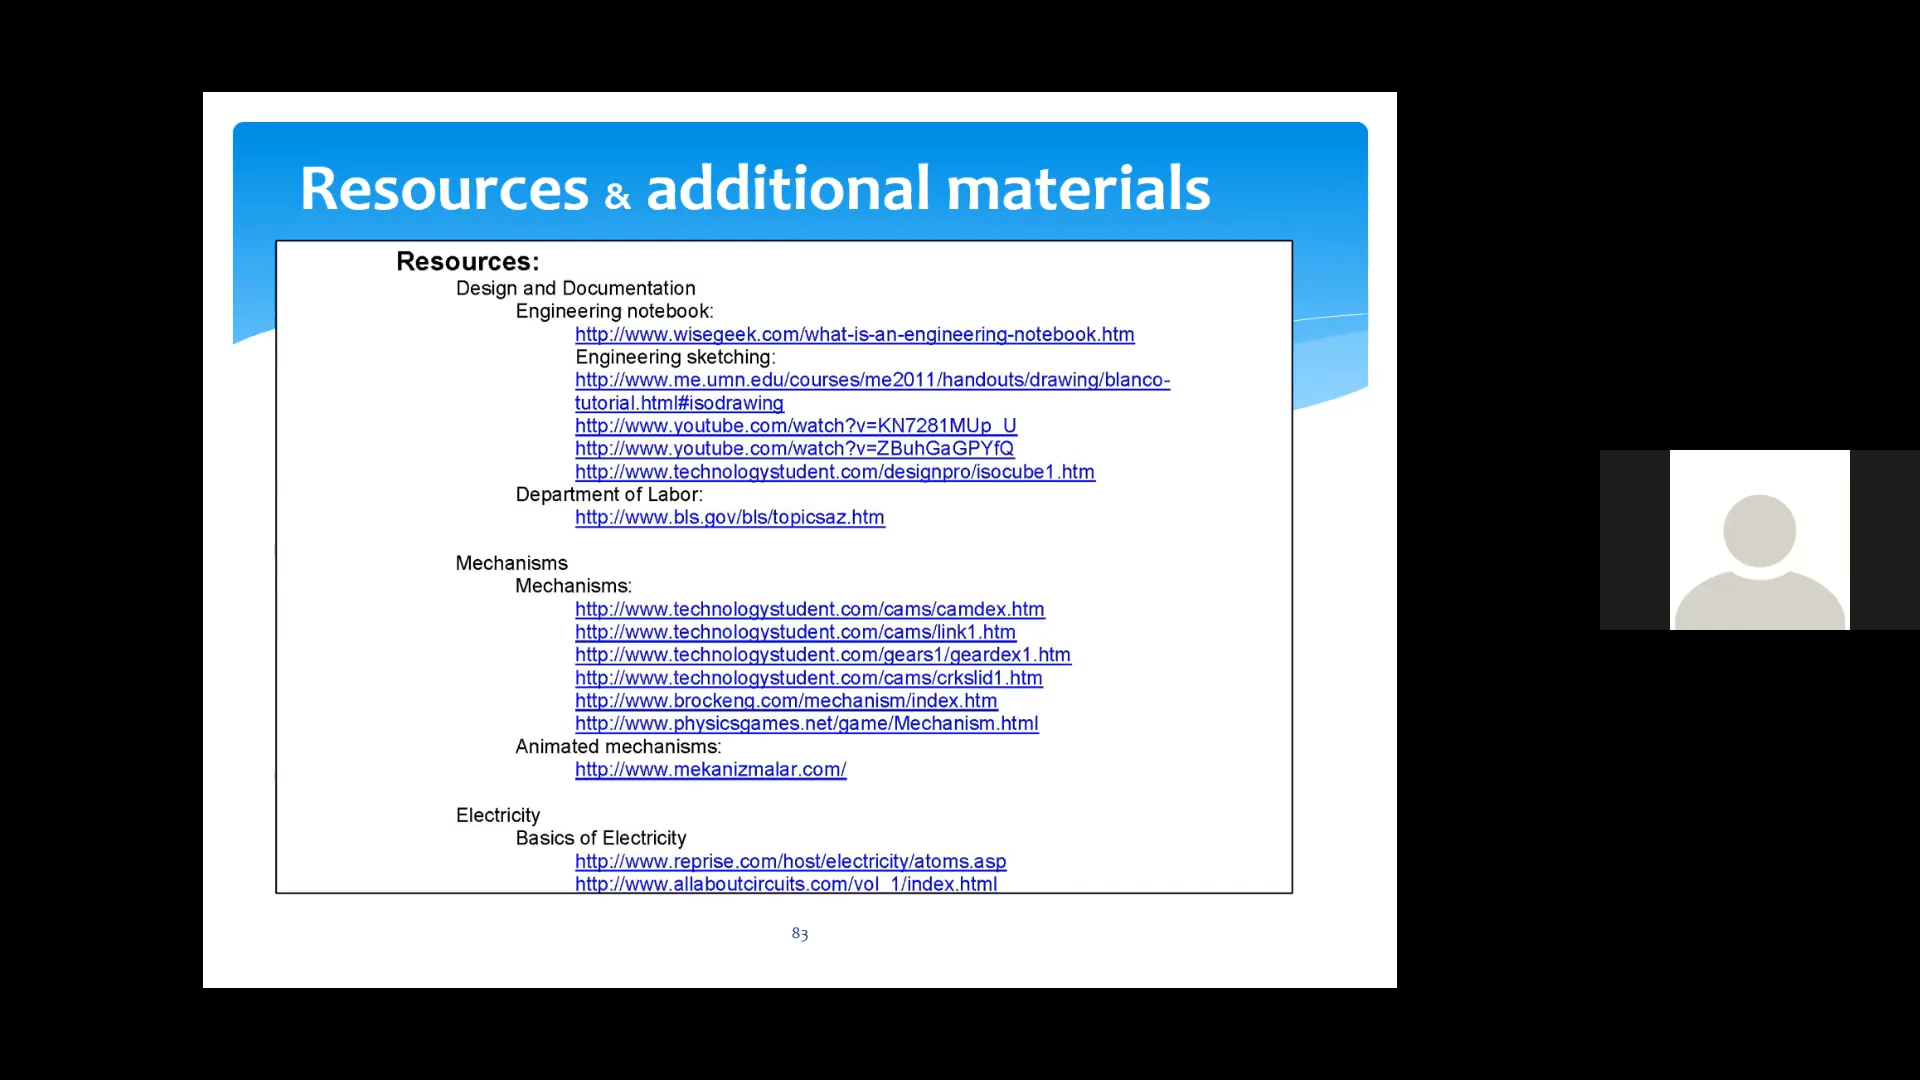 Resources & additional materials
Resources:
Design and Documentation
Engineering notebook:
http://www.wisegeek.com/what-is-an-engineering-notebook.htm
Engineering sketching:
http://www.me.umn.edu/courses/me2011/handouts/drawing/blanco-
tutorial.html#isodrawing
http://www.youtube.com/watch?v=KN7281MUp_U
http://www.youtube.com/watch?v=ZBuhGaGPYfQ
http://www.technologystudent.com/designpro/isocube1.htm
Department of Labor:
http://www.bls.gov/bls/topicsaz.htm
Mechanisms
Mechanisms:
http://www.technologystudent.com/cams/camdex.htm
http://www.technologystudent.com/cams/link1.htm
http://www.technologystudent.com/gears1/geardex1.htm
http://www.technologystudent.com/cams/crkslid1.htm
http://www.brockeng.com/mechanism/index.htm
http://www.physicsgames.net/game/Mechanism.html
Animated mechanisms:
http://www.mekanizmalar.com/
Electricity
Basics of Electricity
http://www.reprise.com/host/electricity/atoms.asp
http://www.allaboutcircuits.com/vol_1/index.html
83